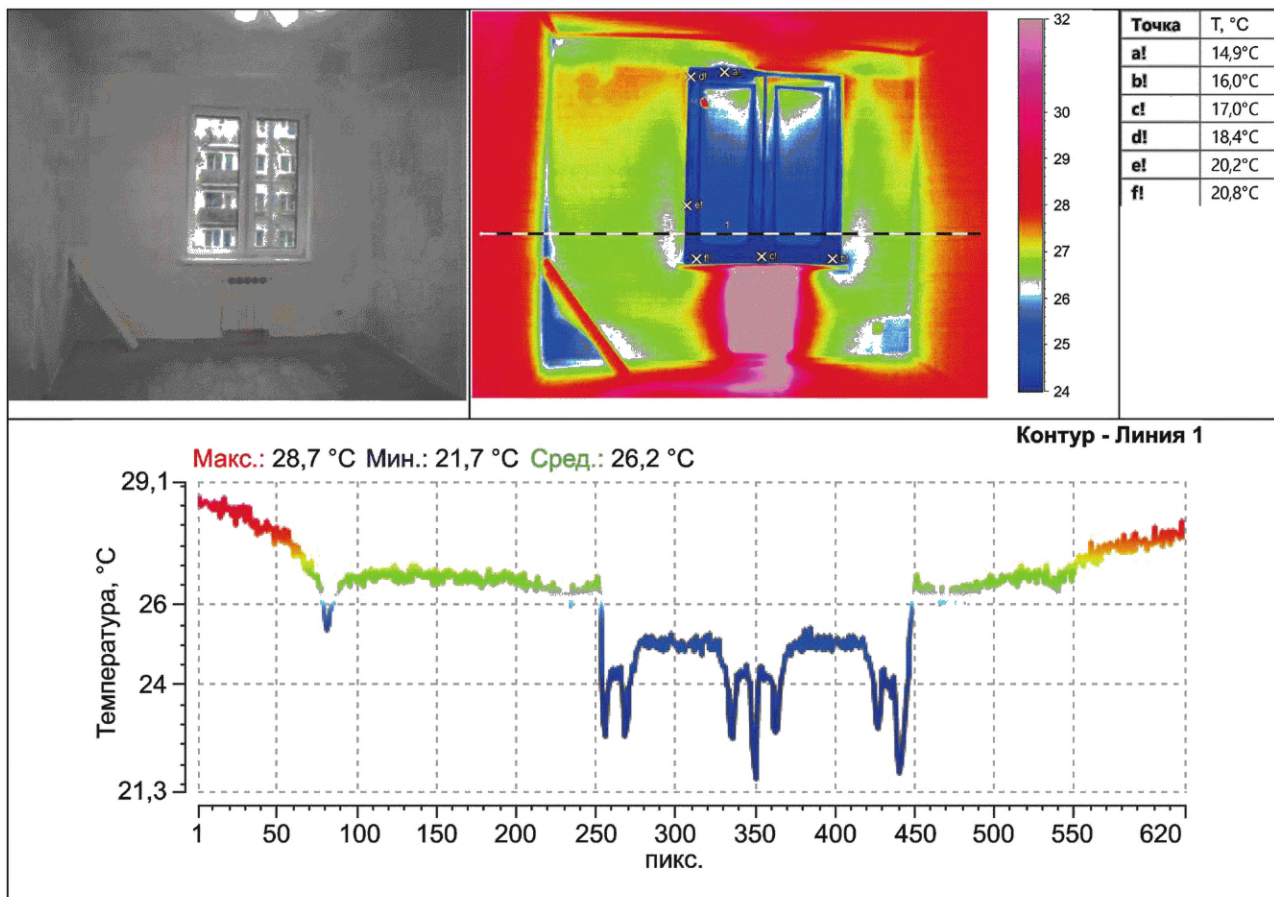 d!
a!
e!
1
f!
c!
b!
32
31
30
29
28
27
26
25
24
Точка T, °C
a! 14,9°C
b! 16,0°C
c! 17,0°C
d! 18,4°C
e! 20,2°C
f! 20,8°C
Контур - Линия 1
Макс.: 28,7 °C Мин.: 21,7 °C Сред.: 26,2 °C
29,1
26
24
21,3
Температура, °C
1 50 100 150 200 250 300 350 400 450 500 550 620
пикс.